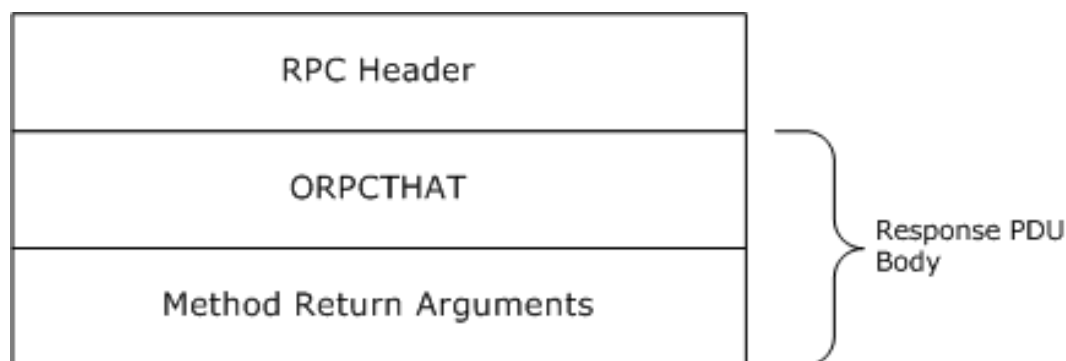 RPC Header
ORPCTHAT
Method Return Arguments
Response PDU
Body